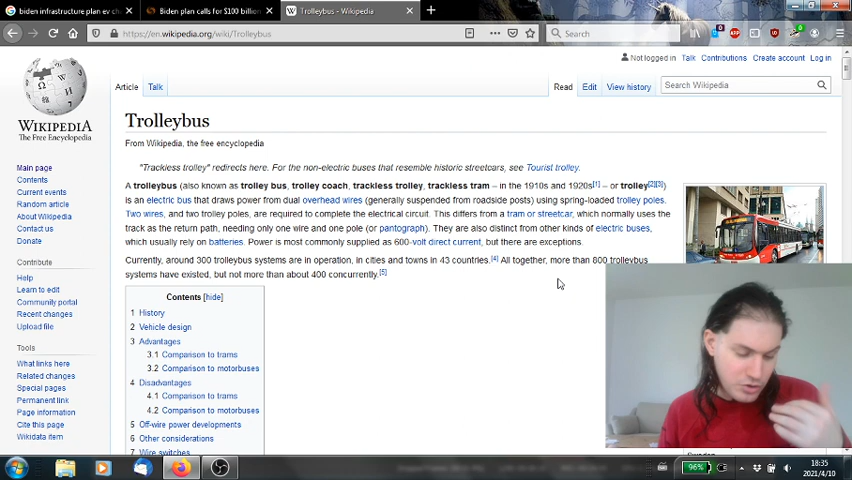 biden infrastructure plan ev ch
Biden plan calls for $100 billion
Trolleybus - Wikipedia
https://en.wikipedia.org/wiki/Trolleybus
Search
Not logged in Talk Contributions Create account Log in
Article Talk Read Edit View history Search Wikipedia
WIKIPEDIA
The Free Encyclopedia
Main page
Contents
Current events
Random article
About Wikipedia
Contact us
Donate
Contribute
Help
Learn to edit
Community portal
Recent changes
Upload file
Tools
What links here
Related changes
Special pages
Permanent link
Page information
Cite this page
Wikidata item
Trolleybus
From Wikipedia, the free encyclopedia
"Trackless trolley" redirects here. For the non-electric buses that resemble historic streetcars, see Tourist trolley.
A trolleybus (also known as trolley bus, trolley coach, trackless trolley, trackless tram – in the 1910s and 1920s[1] – or trolley[2][3])
is an electric bus that draws power from dual overhead wires (generally suspended from roadside posts) using spring-loaded trolley poles.
Two wires, and two trolley poles, are required to complete the electrical circuit. This differs from a tram or streetcar, which normally uses the
track as the return path, needing only one wire and one pole (or pantograph). They are also distinct from other kinds of electric buses,
which usually rely on batteries. Power is most commonly supplied as 600-volt direct current, but there are exceptions.
Currently, around 300 trolleybus systems are in operation, in cities and towns in 43 countries.[4] All together, more than 800 trolleybus
systems have existed, but not more than about 400 concurrently.[5]
Contents [hide]
1 History
2 Vehicle design
3 Advantages
3.1 Comparison to trams
3.2 Comparison to motorbuses
4 Disadvantages
4.1 Comparison to trams
4.2 Comparison to motorbuses
5 Off-wire power developments
6 Other considerations
7 Wire switches
96%
18:35
2021/4/10